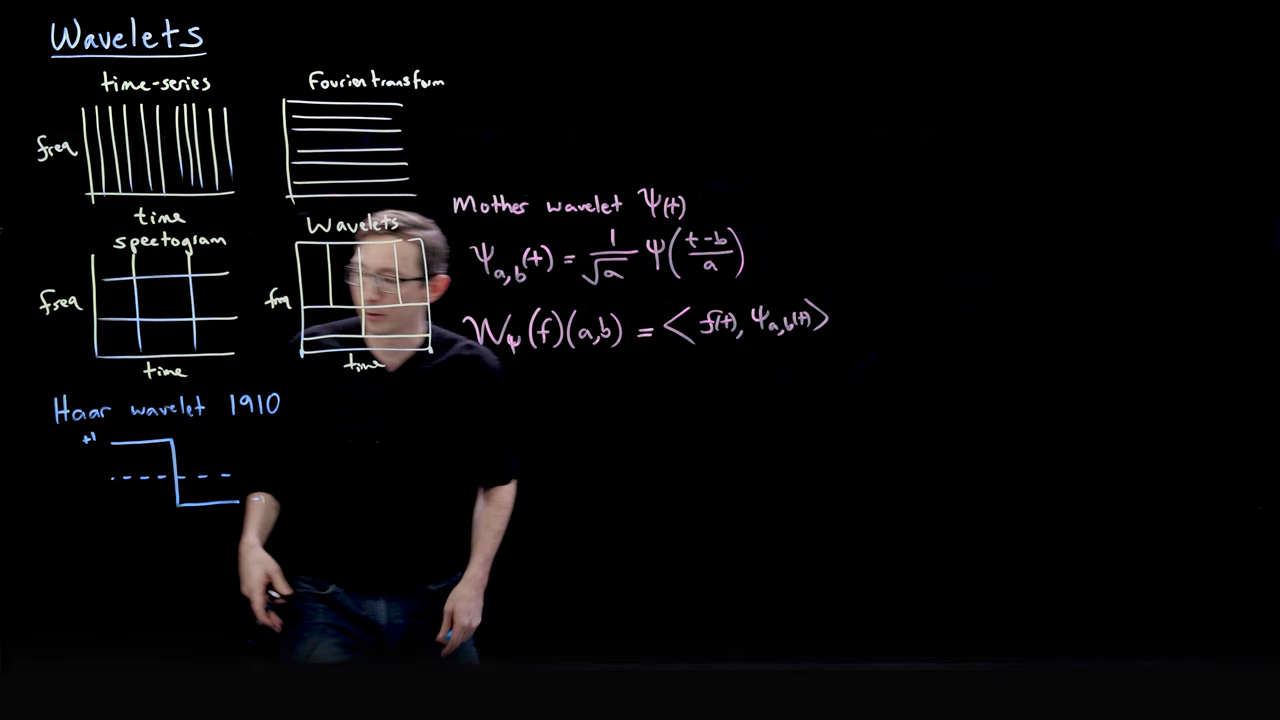 Wavelets
time-series
Fourier transform
freq
time
spectogram
Wavelets
freq
freq
time
time
Mother wavelet Ψ(t)
Ψa,b(t) = 1/√a Ψ((t-b)/a)
Wψ(f)(a,b) = <f(t), Ψa,b(t)>
Haar wavelet 1910
+1
-1